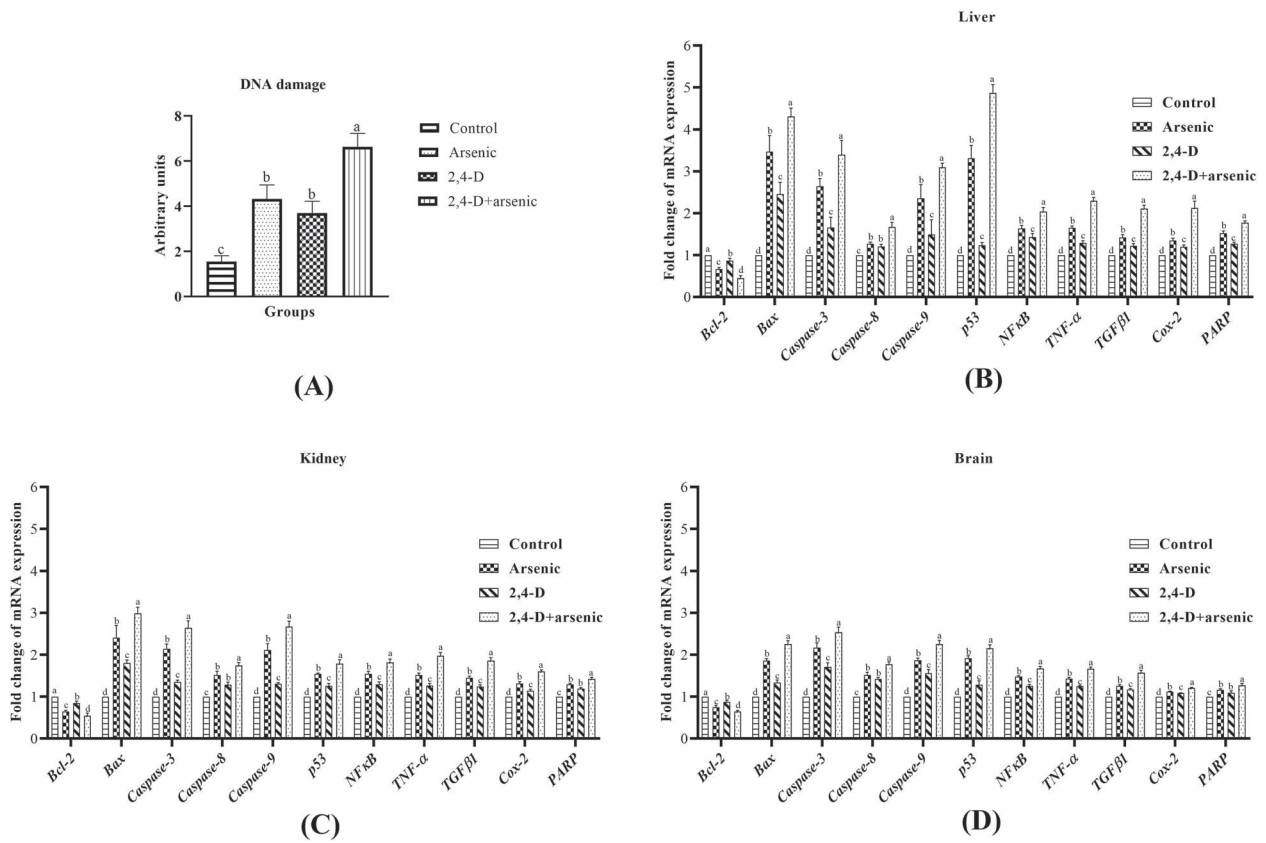 DNA damage
Arbitrary units
8
6
4
2
0
c
b
b
a
Groups
Control
Arsenic
2,4-D
2,4-D+arsenic
(A)
Liver
Fold change of mRNA expression
6
5
4
3
2
1
0
a c b d
d b c a
d b c a
c b b a
d b c a
d b c a
d b c a
d b c a
d b c a
d b c a
d b c a
Bcl-2
Bax
Caspase-3
Caspase-8
Caspase-9
p53
NFκB
TNF-α
TGFβ1
Cox-2
PARP
Control
Arsenic
2,4-D
2,4-D+arsenic
(B)
Kidney
Fold change of mRNA expression
6
5
4
3
2
1
0
a c b d
d b c a
d b c a
c b b a
d b c a
d b c a
d b c a
d b c a
d b c a
d b c a
d b c a
Bcl-2
Bax
Caspase-3
Caspase-8
Caspase-9
p53
NFκB
TNF-α
TGFβ1
Cox-2
PARP
Control
Arsenic
2,4-D
2,4-D+arsenic
(C)
Brain
Fold change of mRNA expression
6
5
4
3
2
1
0
a c b d
d b c a
d b c a
c b b a
d b c a
d b c a
d b c a
d b c a
d b c a
d b c a
c b b a
Bcl-2
Bax
Caspase-3
Caspase-8
Caspase-9
p53
NFκB
TNF-α
TGFβ1
Cox-2
PARP
Control
Arsenic
2,4-D
2,4-D+arsenic
(D)